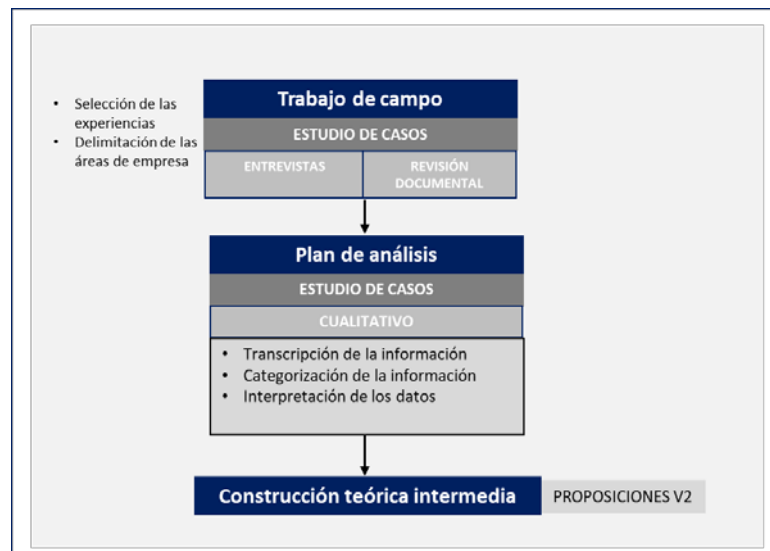 Trabajo de campo
• Selección de las
experiencias
• Delimitación de las
áreas de empresa
ESTUDIO DE CASOS
ENTREVISTAS
REVISIÓN
DOCUMENTAL
Plan de análisis
ESTUDIO DE CASOS
CUALITATIVO
• Transcripción de la información
• Categorización de la información
• Interpretación de los datos
Construcción teórica intermedia
PROPOSICIONES V2